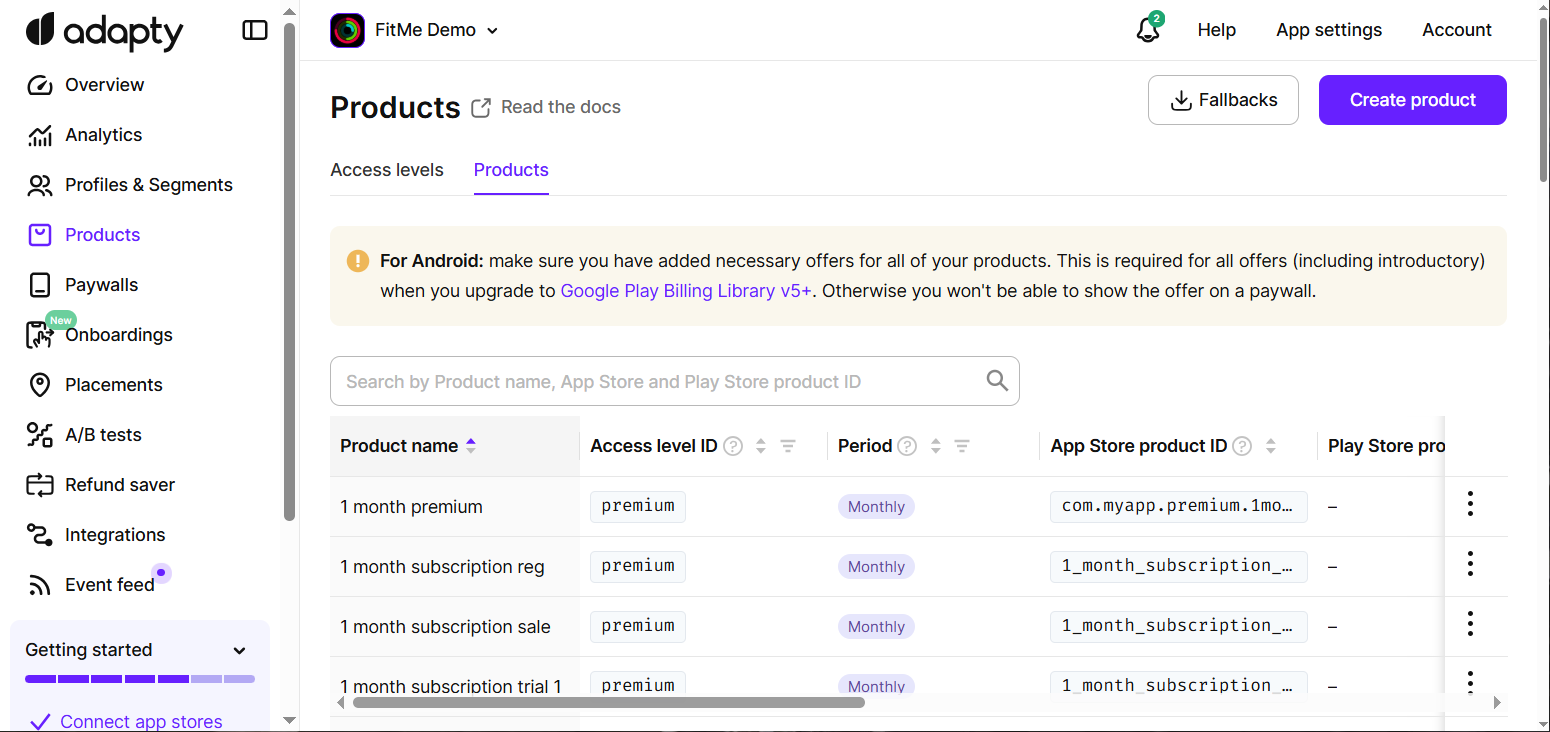 adapty
FitMe Demo
2
Help
App settings
Account
Overview
Analytics
Profiles & Segments
Products
Paywalls
New
Onboardings
Placements
A/B tests
Refund saver
Integrations
Event feed
Getting started
Connect app stores
Products
Read the docs
Fallbacks
Create product
Access levels
Products
For Android: make sure you have added necessary offers for all of your products. This is required for all offers (including introductory)
when you upgrade to Google Play Billing Library v5+. Otherwise you won't be able to show the offer on a paywall.
Search by Product name, App Store and Play Store product ID
Product name Access level ID ? Period ? App Store product ID ? Play Store pro
1 month premium premium Monthly com.myapp.premium.1mo… –
1 month subscription reg premium Monthly 1_month_subscription_… –
1 month subscription sale premium Monthly 1_month_subscription_… –
1 month subscription trial 1 premium Monthly 1_month_subscription_… –